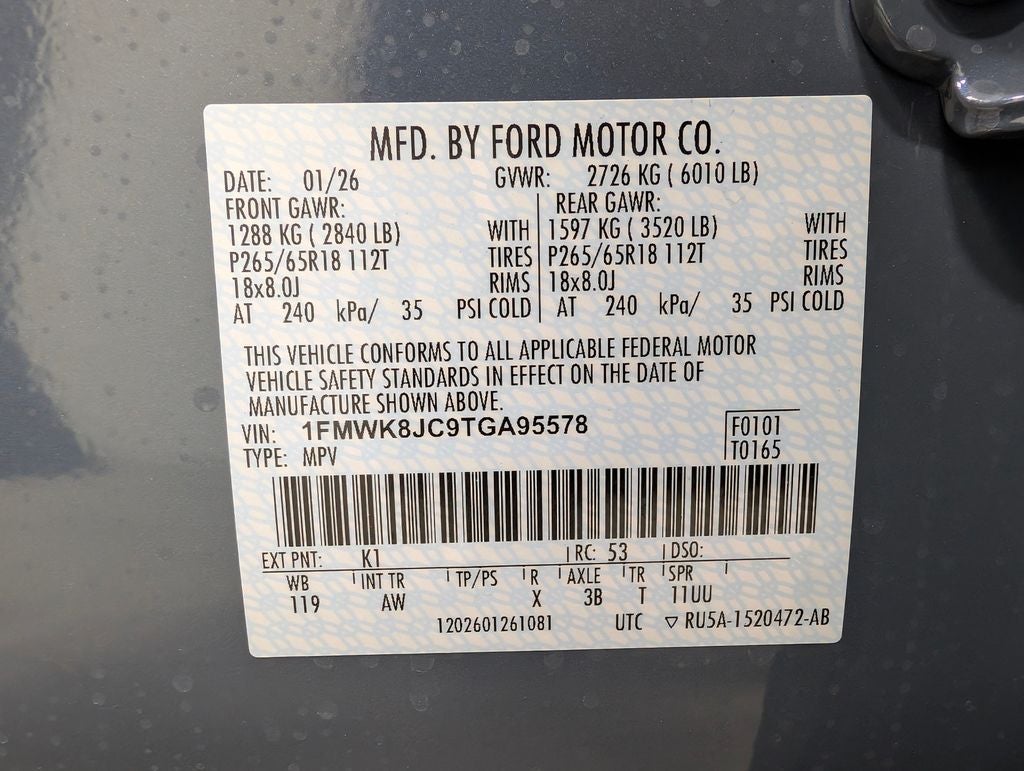 MFD. BY FORD MOTOR CO.
DATE: 01/26 GVWR: 2726 KG ( 6010 LB)
FRONT GAWR: REAR GAWR:
1288 KG ( 2840 LB) WITH 1597 KG ( 3520 LB) WITH
P265/65R18 112T TIRES P265/65R18 112T TIRES
18x8.0J RIMS 18x8.0J RIMS
AT 240 kPa/ 35 PSI COLD AT 240 kPa/ 35 PSI COLD
THIS VEHICLE CONFORMS TO ALL APPLICABLE FEDERAL MOTOR
VEHICLE SAFETY STANDARDS IN EFFECT ON THE DATE OF
MANUFACTURE SHOWN ABOVE.
VIN: 1FMWK8JC9TGA95578 F0101
TYPE: MPV T0165
EXT PNT: K1 RC: 53 DSO:
WB INT TR TP/PS R AXLE TR SPR
119 AW X 3B T 11UU
1202601261081 UTC ▽ RU5A-1520472-AB